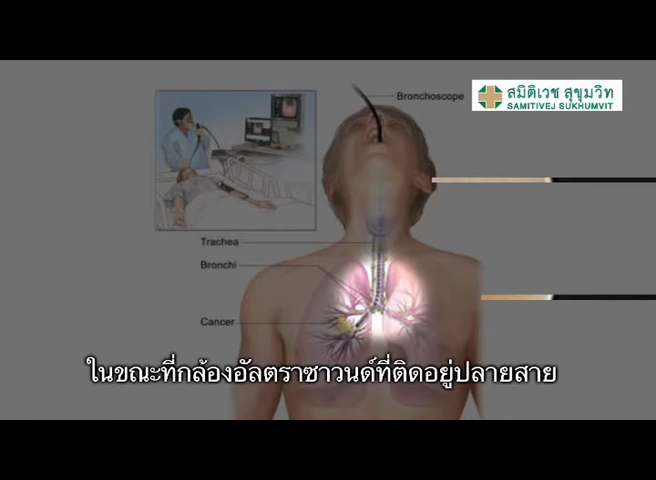 Bronchoscope
สมิติเวช สุขุมวิท
SAMITIVEJ SUKHUMVIT
Trachea
Bronchi
Cancer
ในขณะที่กล้องอัลตราซาวนด์ที่ติดอยู่ปลายสาย